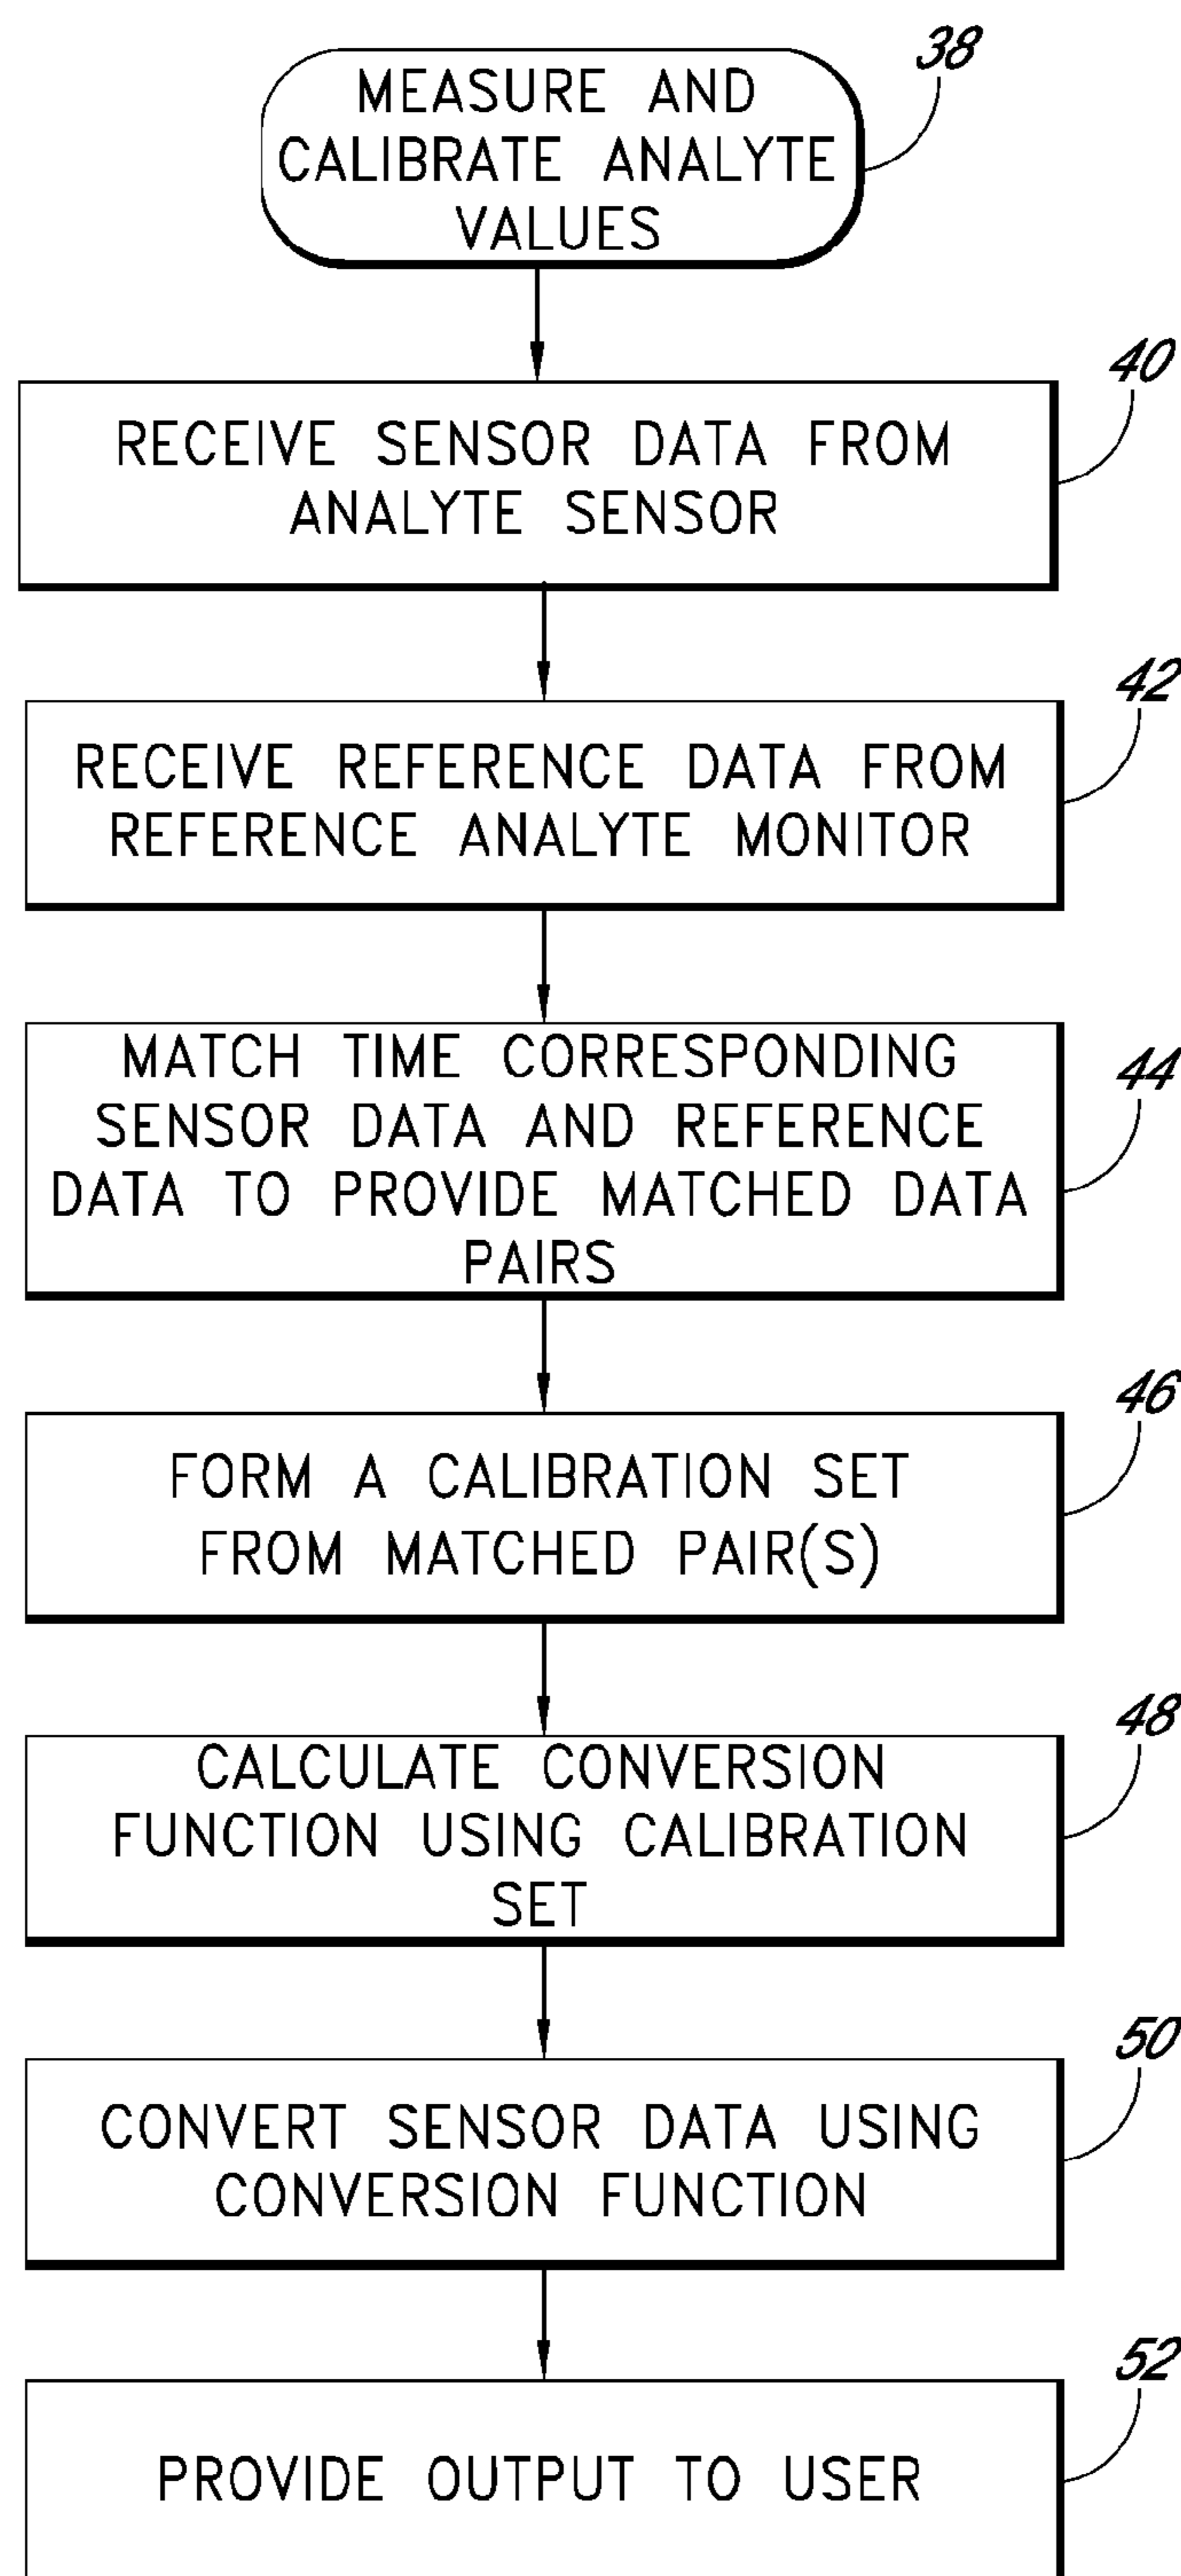 38
MEASURE AND
CALIBRATE ANALYTE
VALUES
40
RECEIVE SENSOR DATA FROM
ANALYTE SENSOR
42
RECEIVE REFERENCE DATA FROM
REFERENCE ANALYTE MONITOR
44
MATCH TIME CORRESPONDING
SENSOR DATA AND REFERENCE
DATA TO PROVIDE MATCHED DATA
PAIRS
46
FORM A CALIBRATION SET
FROM MATCHED PAIR(S)
48
CALCULATE CONVERSION
FUNCTION USING CALIBRATION
SET
50
CONVERT SENSOR DATA USING
CONVERSION FUNCTION
52
PROVIDE OUTPUT TO USER